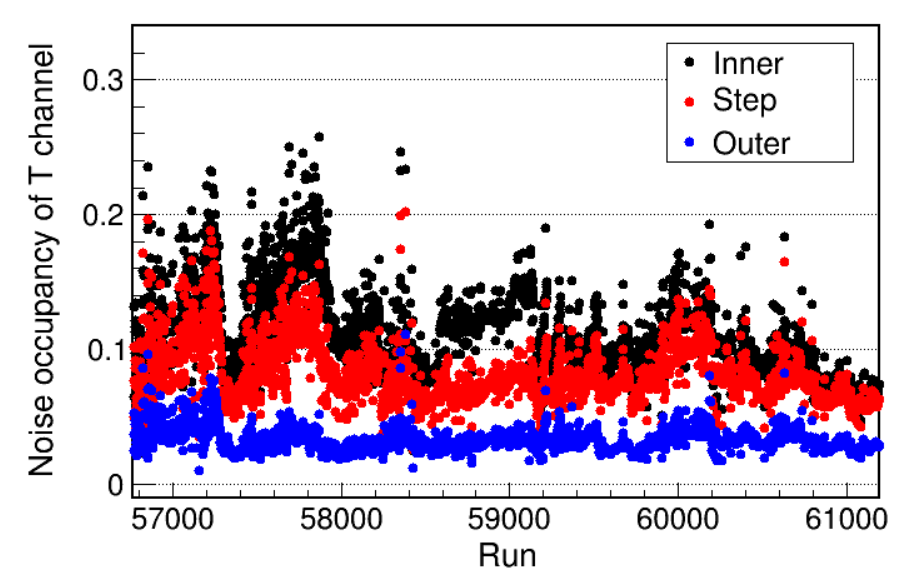 Noise occupancy of T channel
0.3
0.2
0.1
0
Inner
Step
Outer
57000 58000 59000 60000 61000
Run